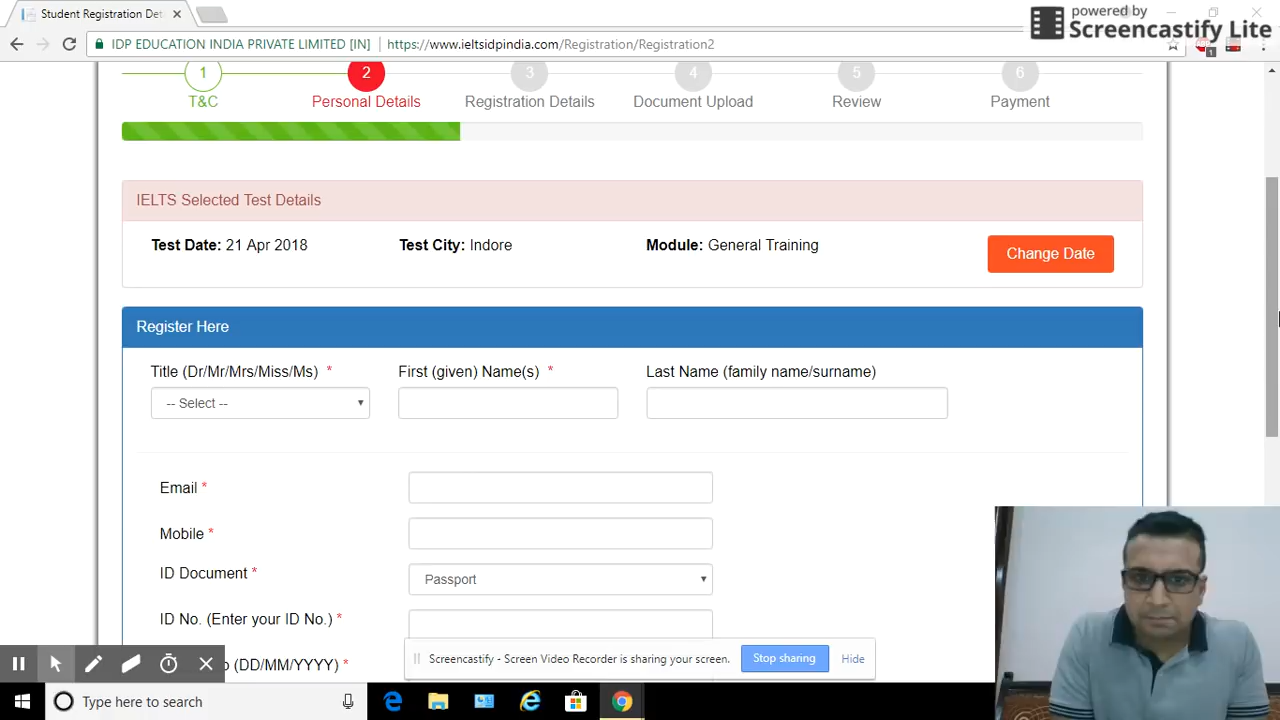 Student Registration Det
powered by
Screencastify Lite
IDP EDUCATION INDIA PRIVATE LIMITED [IN]
https://www.ieltsidpindia.com/Registration/Registration2
1
1 2 3 4 5 6
T&C Personal Details Registration Details Document Upload Review Payment
IELTS Selected Test Details
Test Date: 21 Apr 2018 Test City: Indore Module: General Training Change Date
Register Here
Title (Dr/Mr/Mrs/Miss/Ms) * First (given) Name(s) * Last Name (family name/surname)
-- Select --
Email *
Mobile *
ID Document * Passport
ID No. (Enter your ID No.) *
(DD/MM/YYYY) *
Screencastify - Screen Video Recorder is sharing your screen. Stop sharing Hide
Type here to search